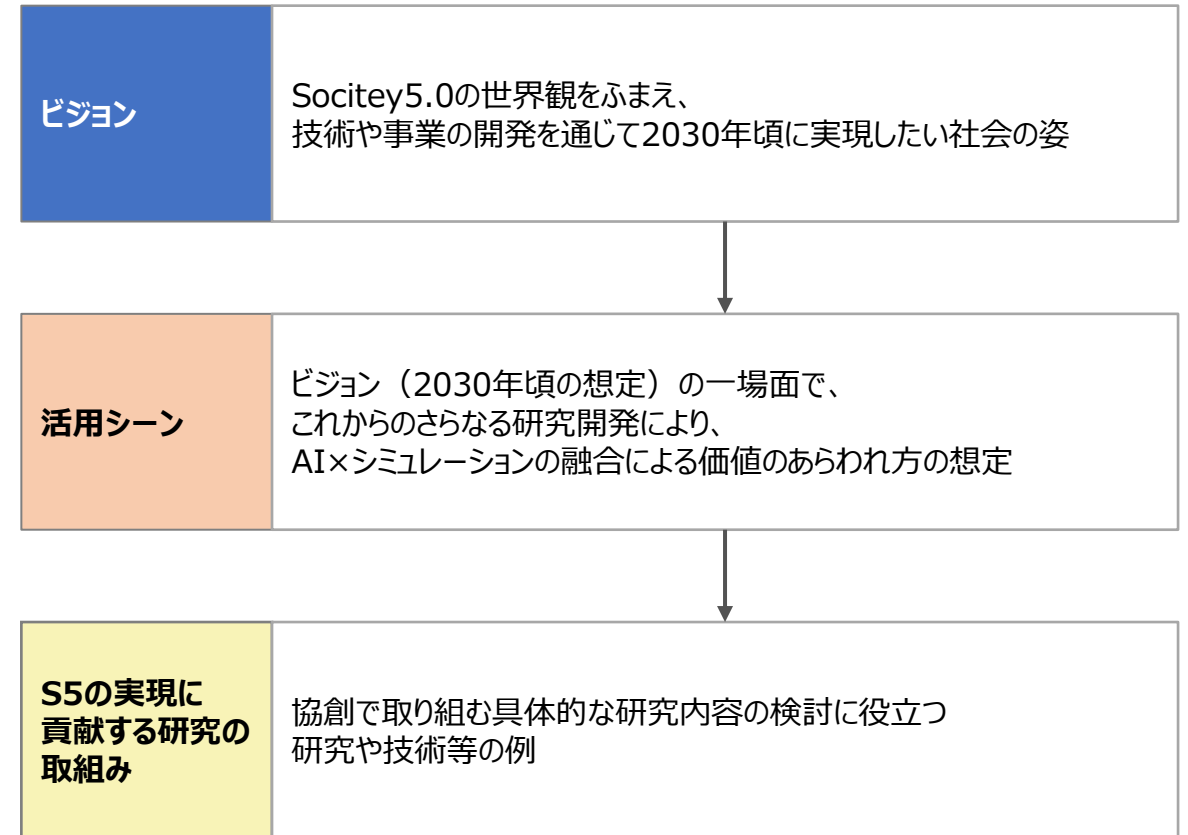 ビジョン
Socitey5.0の世界観をふまえ、
技術や事業の開発を通じて2030年頃に実現したい社会の姿
活用シーン
ビジョン（2030年頃の想定）の一場面で、
これからのさらなる研究開発により、
AI×シミュレーションの融合による価値のあらわれ方の想定
S5の実現に
貢献する研究の
取組み
協創で取り組む具体的な研究内容の検討に役立つ
研究や技術等の例